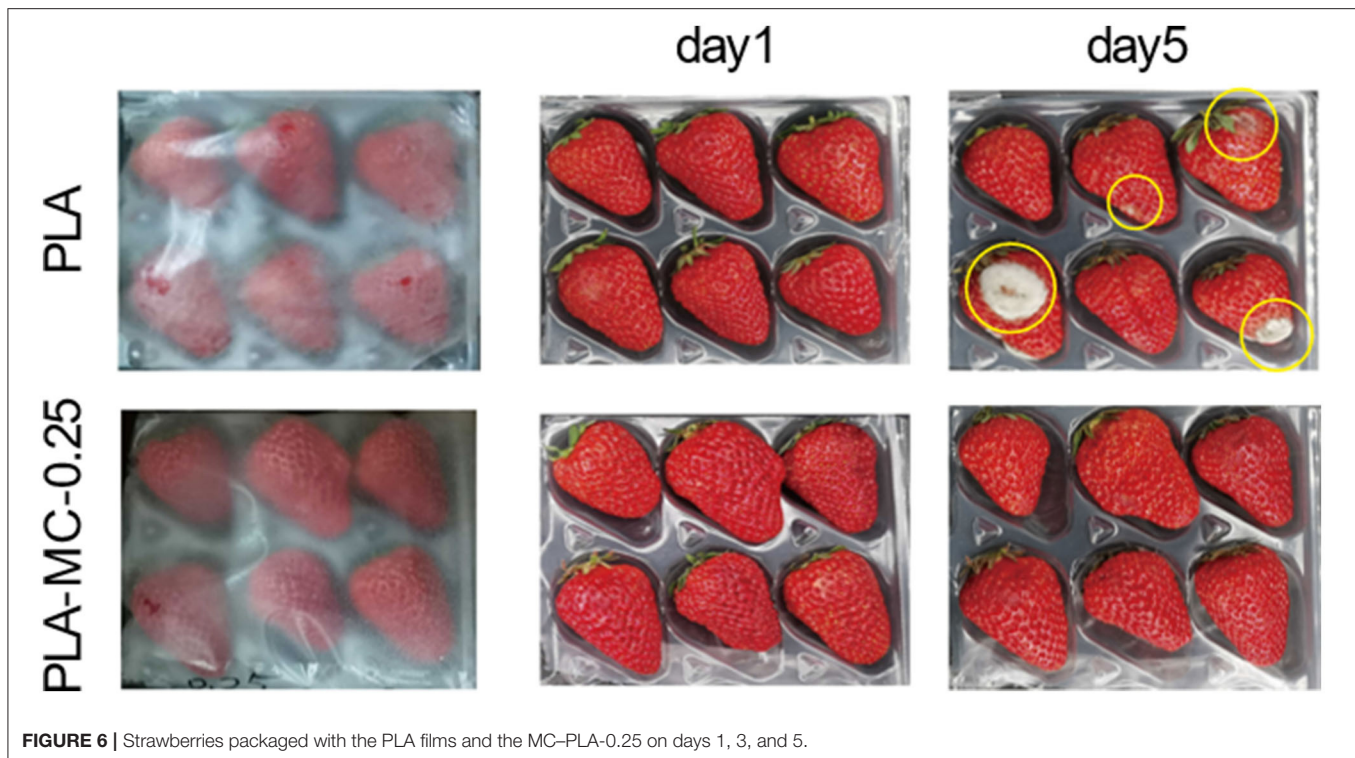 day1
day5
PLA
PLA-MC-0.25
FIGURE 6 | Strawberries packaged with the PLA films and the MC–PLA-0.25 on days 1, 3, and 5.